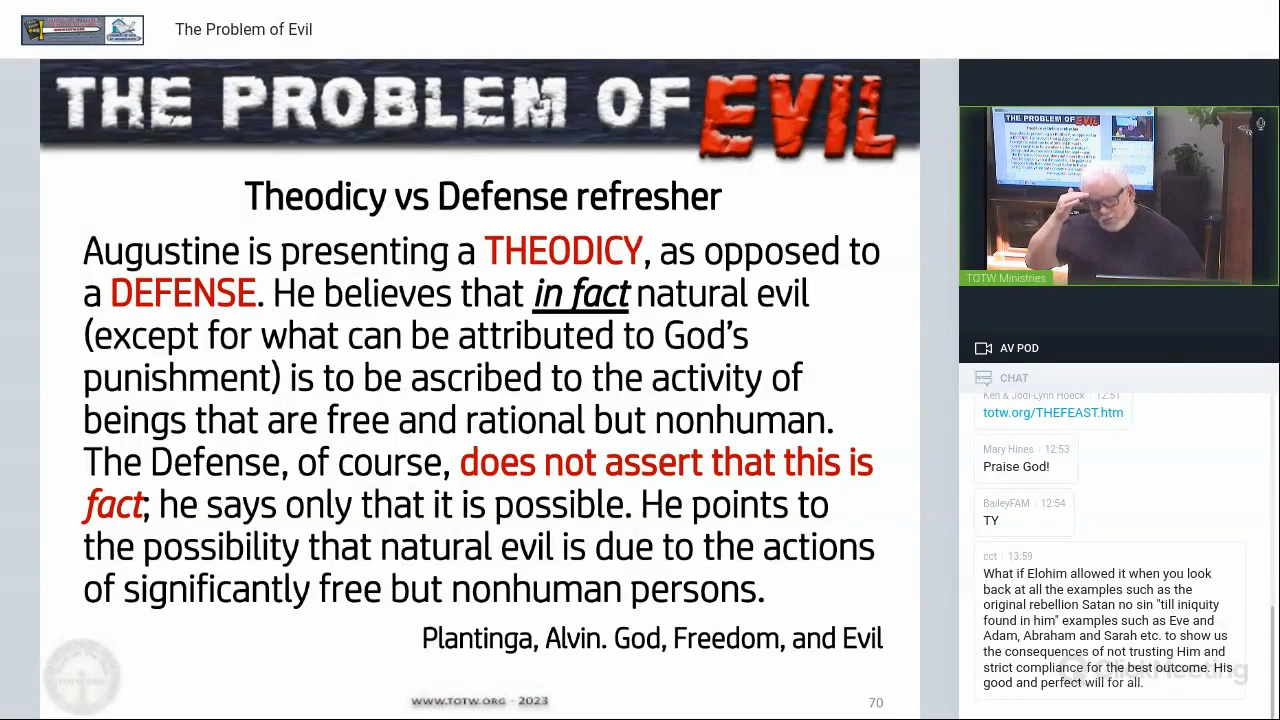 The Problem of Evil
THE PROBLEM OF EVIL
Theodicy vs Defense refresher
Augustine is presenting a THEODICY, as opposed to
a DEFENSE. He believes that in fact natural evil
(except for what can be attributed to God's
punishment) is to be ascribed to the activity of
beings that are free and rational but nonhuman.
The Defense, of course, does not assert that this is
fact; he says only that it is possible. He points to
the possibility that natural evil is due to the actions
of significantly free but nonhuman persons.
Plantinga, Alvin. God, Freedom, and Evil
WWW.TOTW.ORG - 2023
70
TOTW Ministries
AV POD
CHAT
Ken & Jodi-Lynn Hoeck 12:51
totw.org/THEFEAST.htm
Mary Hines 12:53
Praise God!
BaileyFAM 12:54
TY
cct 13:59
What if Elohim allowed it when you look
back at all the examples such as the
original rebellion Satan no sin "till iniquity
found in him" examples such as Eve and
Adam, Abraham and Sarah etc. to show us
the consequences of not trusting Him and
strict compliance for the best outcome. His
good and perfect will for all.
ClickMeeting